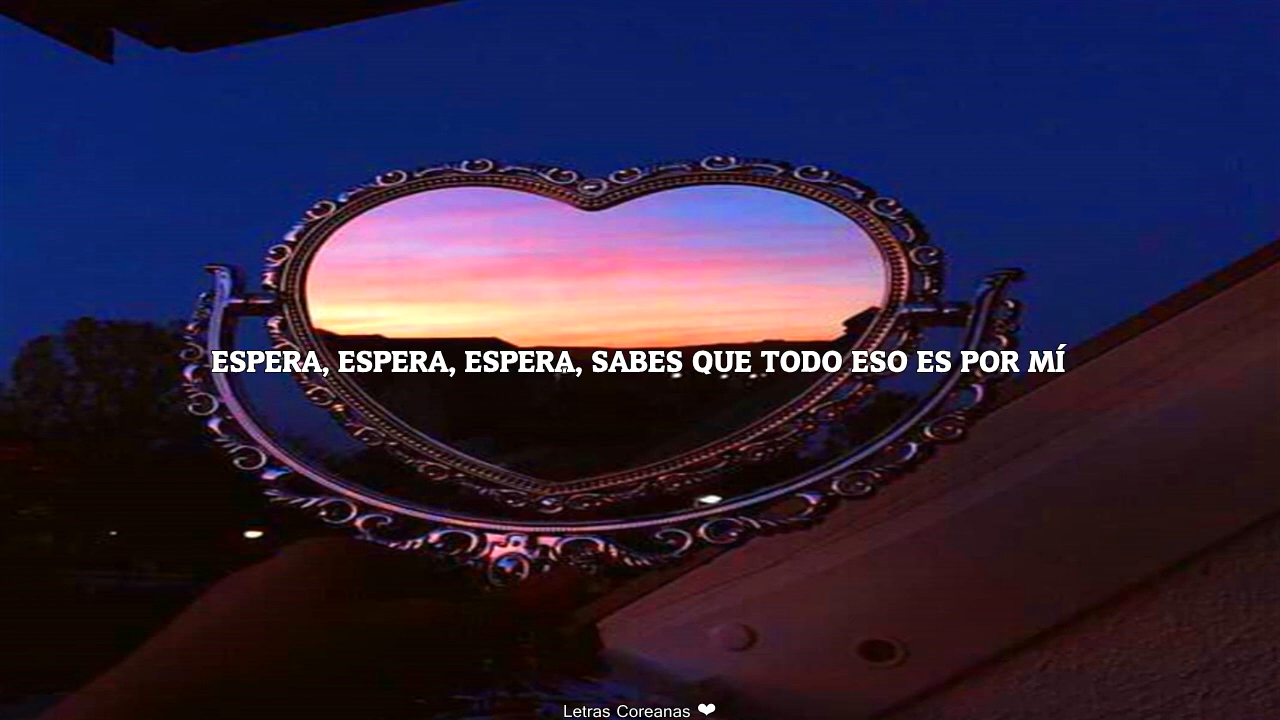 ESPERA, ESPERA, ESPERA, SABES QUE TODO ESO ES POR MÍ
Letras Coreanas ❤